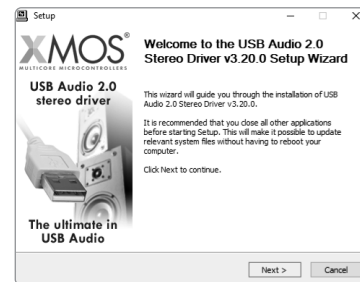 Setup
XMOS®
MULTICORE MICROCONTROLLERS
USB Audio 2.0
stereo driver
The ultimate in
USB Audio
Welcome to the USB Audio 2.0
Stereo Driver v3.20.0 Setup Wizard
This wizard will guide you through the installation of USB
Audio 2.0 Stereo Driver v3.20.0.
It is recommended that you close all other applications
before starting Setup. This will make it possible to update
relevant system files without having to reboot your
computer.
Click Next to continue.
Next >
Cancel